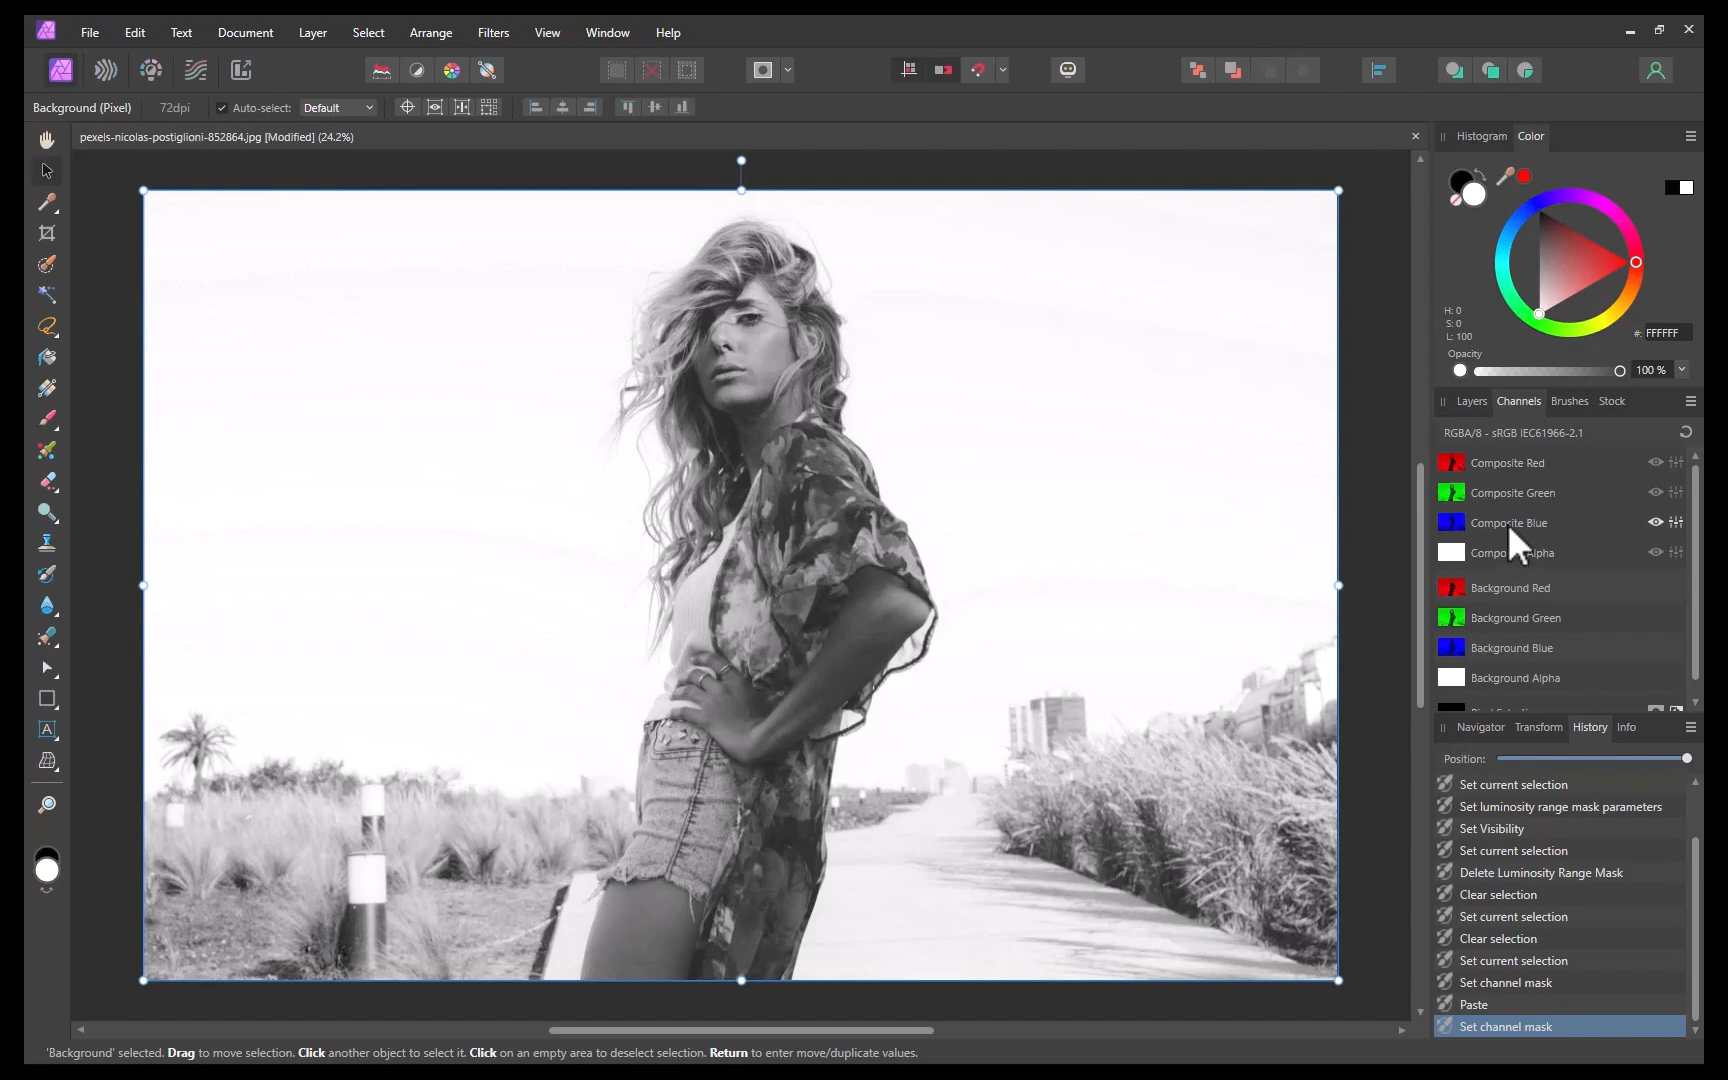 File Edit Text Document Layer Select Arrange Filters View Window Help
Background (Pixel) 72dpi Auto-select: Default
pexels-nicolas-postiglioni-852864.jpg [Modified] (24.2%)
Histogram Color
H: 0
S: 0
L: 100
#: FFFFFF
Opacity
100 %
Layers Channels Brushes Stock
RGBA/8 - sRGB IEC61966-2.1
Composite Red
Composite Green
Composite Blue
Alpha
Background Red
Background Green
Background Blue
Background Alpha
Navigator Transform History Info
Position:
Set current selection
Set luminosity range mask parameters
Set Visibility
Set current selection
Delete Luminosity Range Mask
Clear selection
Set current selection
Clear selection
Set current selection
Set channel mask
Paste
Set channel mask
'Background' selected. Drag to move selection. Click another object to select it. Click on an empty area to deselect selection. Return to enter move/duplicate values.